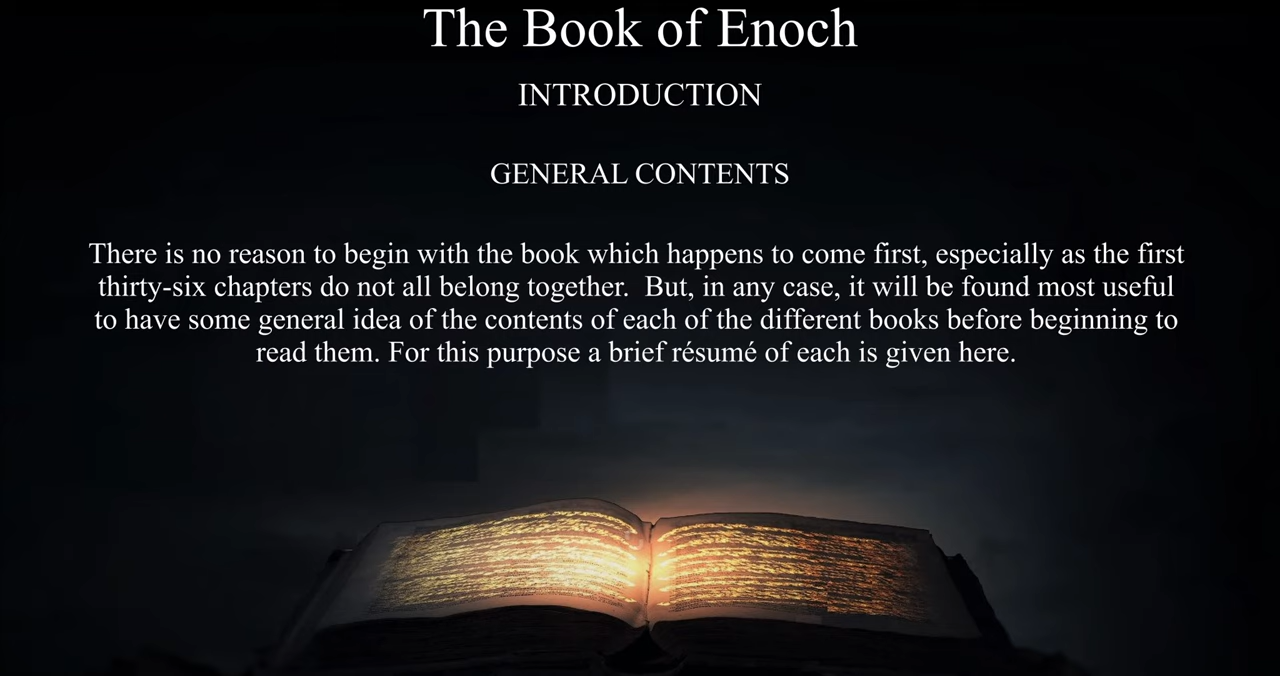 The Book of Enoch
INTRODUCTION
GENERAL CONTENTS
There is no reason to begin with the book which happens to come first, especially as the first
thirty-six chapters do not all belong together.  But, in any case, it will be found most useful
to have some general idea of the contents of each of the different books before beginning to
read them. For this purpose a brief résumé of each is given here.